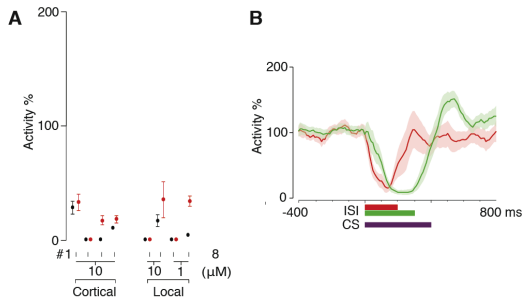 A
Activity %
200
100
0
#1 8
10 10 1 (μM)
Cortical Local
B
Activity %
200
100
0
-400 800 ms
ISI
CS